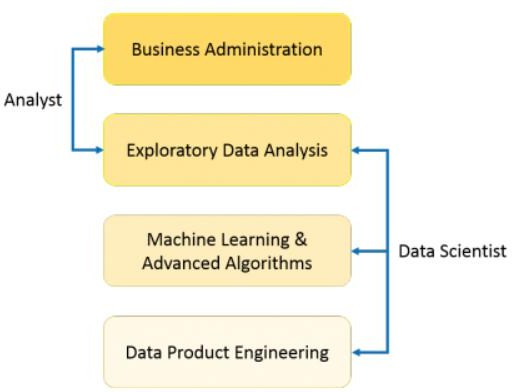 Business Administration
Analyst
Exploratory Data Analysis
Machine Learning &
Advanced Algorithms
Data Scientist
Data Product Engineering